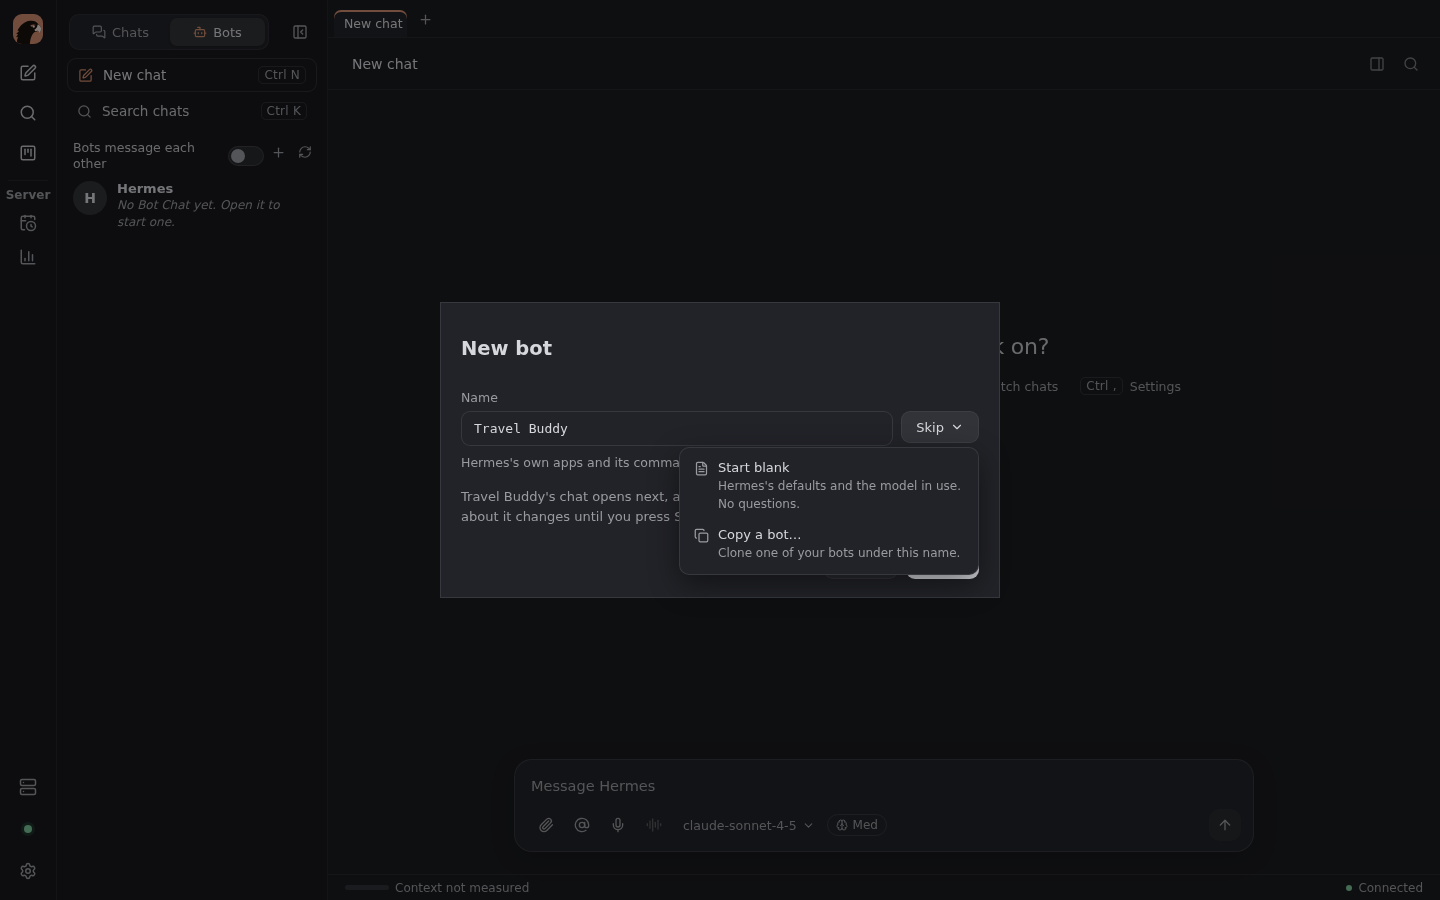 Chats
Bots
New chat
Ctrl N
Search chats
Ctrl K
Bots message each
other
Server
H
Hermes
No Bot Chat yet. Open it to
start one.
New chat
New chat
on?
chats
Ctrl ,
Settings
New bot
Name
Travel Buddy
Skip
Hermes's own apps and its
Travel Buddy's chat opens next,
about it changes until you press
Start blank
Hermes's defaults and the model in use.
No questions.
Copy a bot...
Clone one of your bots under this name.
Message Hermes
claude-sonnet-4-5
Med
Context not measured
Connected